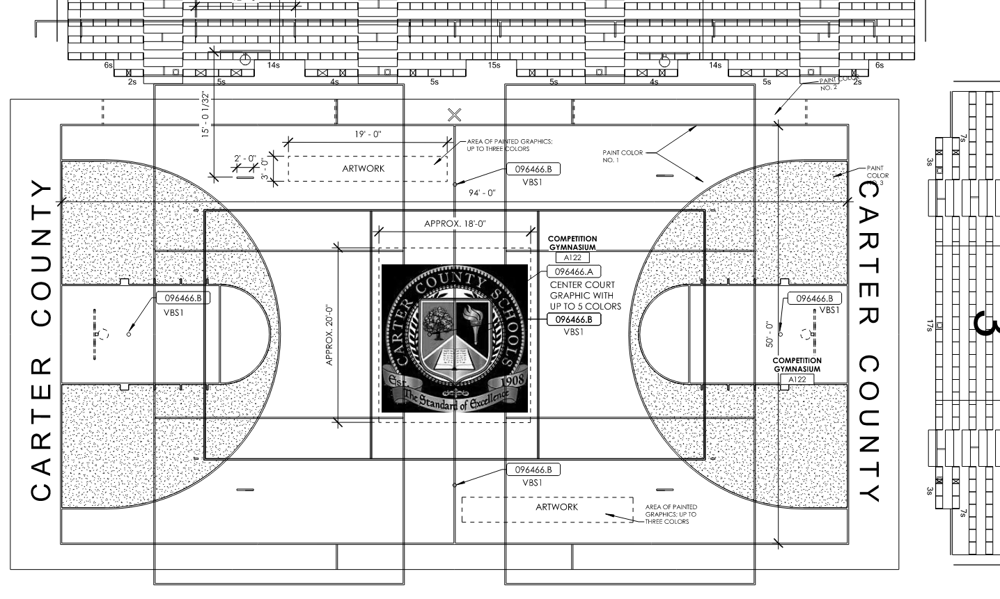 6s
14s
15s
14s
6s
2s
5s
4s
5s
5s
4s
5s
2s
PAINT COLOR
NO. 2
15' - 0 1/32"
19' - 0"
AREA OF PAINTED GRAPHICS;
UP TO THREE COLORS
PAINT COLOR
NO. 1
2' - 0"
3' - 0"
ARTWORK
096466.B
VBS1
PAINT
COLOR
NO. 3
94' - 0"
APPROX. 18'-0"
COMPETITION
GYMNASIUM
A122
096466.A
CENTER COURT
GRAPHIC WITH
UP TO 5 COLORS
096466.B
VBS1
APPROX. 20'-0"
CARTER COUNTY SCHOOLS
Est. 1908
The Standard of Excellence
096466.B
VBS1
096466.B
VBS1
50' - 0"
COMPETITION
GYMNASIUM
A122
CARTER COUNTY
CARTER COUNTY
096466.B
VBS1
ARTWORK
AREA OF PAINTED
GRAPHICS; UP TO
THREE COLORS
7s
3s
17s
3
3s
7s